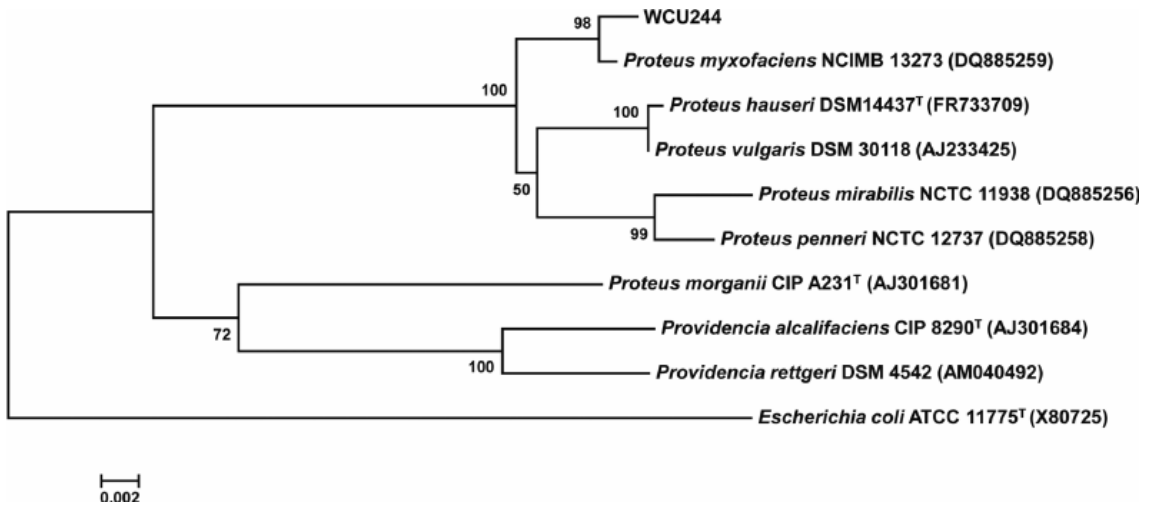 WCU244
98
Proteus myxofaciens NCIMB 13273 (DQ885259)
100
Proteus hauseri DSM14437ᵀ (FR733709)
100
Proteus vulgaris DSM 30118 (AJ233425)
50
Proteus mirabilis NCTC 11938 (DQ885256)
99
Proteus penneri NCTC 12737 (DQ885258)
Proteus morganii CIP A231ᵀ (AJ301681)
72
Providencia alcalifaciens CIP 8290ᵀ (AJ301684)
100
Providencia rettgeri DSM 4542 (AM040492)
Escherichia coli ATCC 11775ᵀ (X80725)
0.002